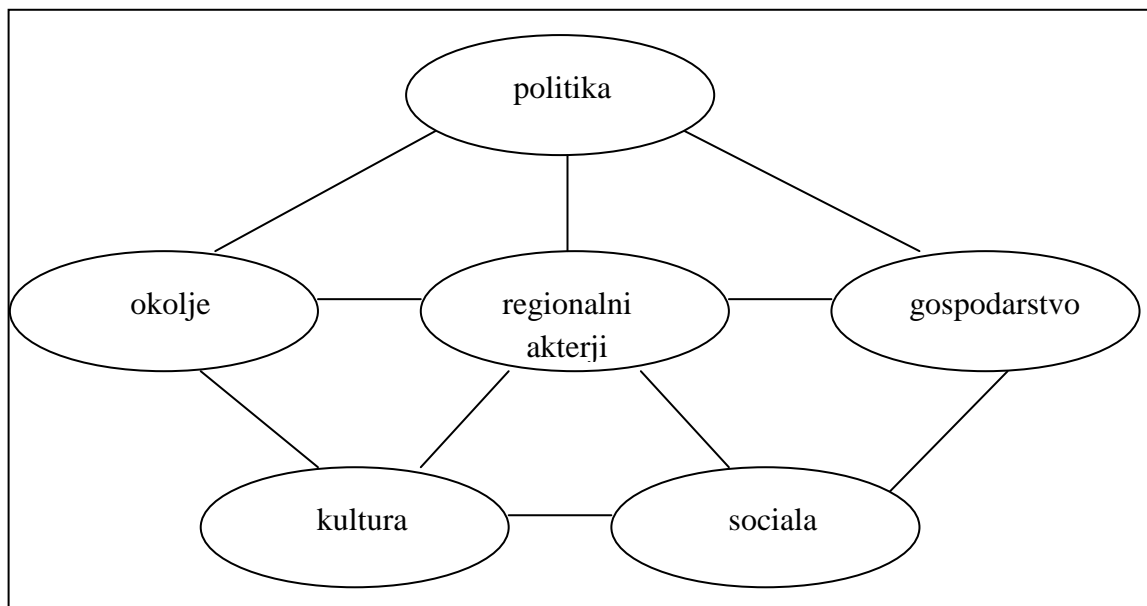 politika
okolje
regionalni
akterji
gospodarstvo
kultura
sociala